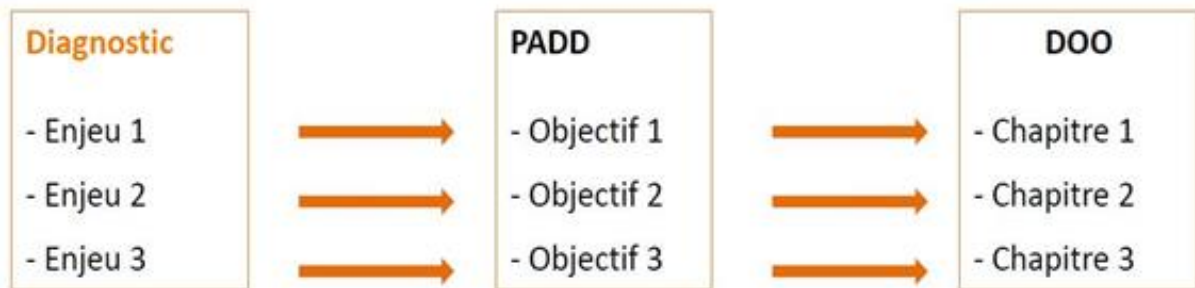 Diagnostic
- Enjeu 1
- Enjeu 2
- Enjeu 3
PADD
- Objectif 1
- Objectif 2
- Objectif 3
DOO
- Chapitre 1
- Chapitre 2
- Chapitre 3